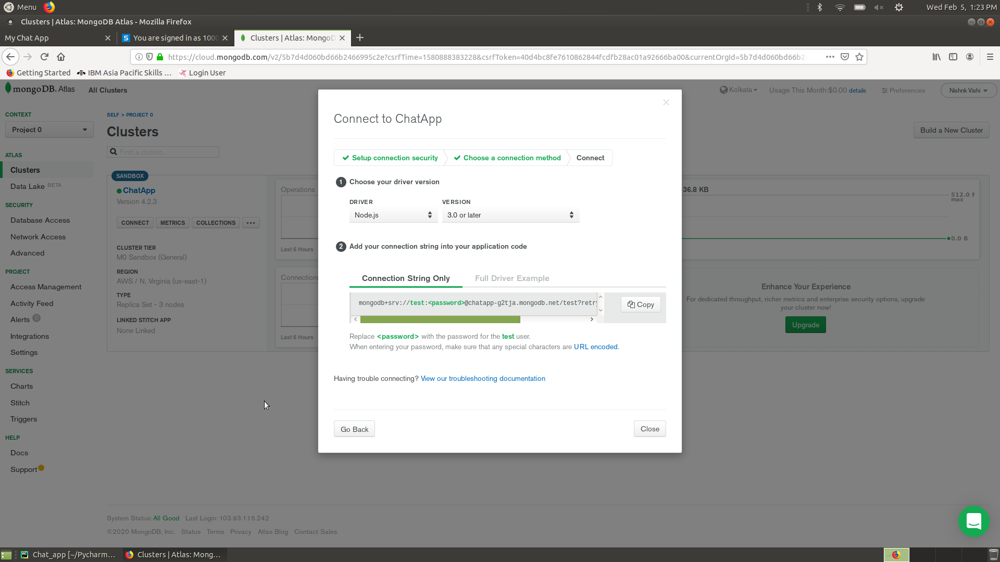 Menu
Wed Feb 5, 1:23 PM
Clusters | Atlas: MongoDB Atlas - Mozilla Firefox
My Chat App
S You are signed in as 1000
Clusters | Atlas: MongoD
https://cloud.mongodb.com/v2/5b7d4d060bd66b2466995c2e?csrfTime=1580888383228&csrfToken=40d4bc8fe7610862844fcdfb28ac01a92666ba00&currentOrgId=5b7d4d060bd66b2
Getting Started
IBM Asia Pacific Skills ...
Login User
mongoDB. Atlas
All Clusters
Kolkata
Usage This Month:$0.00 details
Preferences
Nishnk Vishi
CONTEXT
Project 0
ATLAS
Clusters
Data Lake BETA
SECURITY
Database Access
Network Access
Advanced
PROJECT
Access Management
Activity Feed
Alerts 0
Integrations
Settings
SERVICES
Charts
Stitch
Triggers
HELP
Docs
Support
SELF > PROJECT 0
Clusters
Build a New Cluster
Find a cluster...
SANDBOX
ChatApp
Version 4.2.3
CONNECT
METRICS
COLLECTIONS
...
CLUSTER TIER
M0 Sandbox (General)
REGION
AWS / N. Virginia (us-east-1)
TYPE
Replica Set - 3 nodes
LINKED STITCH APP
None Linked
Operations
Last 6 Hours
Connections
Last 6 Hours
36.8 KB
512.0 M
max
0.0 B
Enhance Your Experience
For dedicated throughput, richer metrics and enterprise security options, upgrade
your cluster now!
Upgrade
Connect to ChatApp
Setup connection security
Choose a connection method
Connect
1 Choose your driver version
DRIVER
VERSION
Node.js
3.0 or later
2 Add your connection string into your application code
Connection String Only
Full Driver Example
mongodb+srv://test:<password>@chatapp-g2tja.mongodb.net/test?retry
Copy
Replace <password> with the password for the test user.
When entering your password, make sure that any special characters are URL encoded.
Having trouble connecting? View our troubleshooting documentation
Go Back
Close
System Status: All Good Last Login: 103.93.115.242
©2020 MongoDB, Inc. Status Terms Privacy Atlas Blog Contact Sales
PC Chat_app [~/Pycharm...
Clusters | Atlas: Mong...